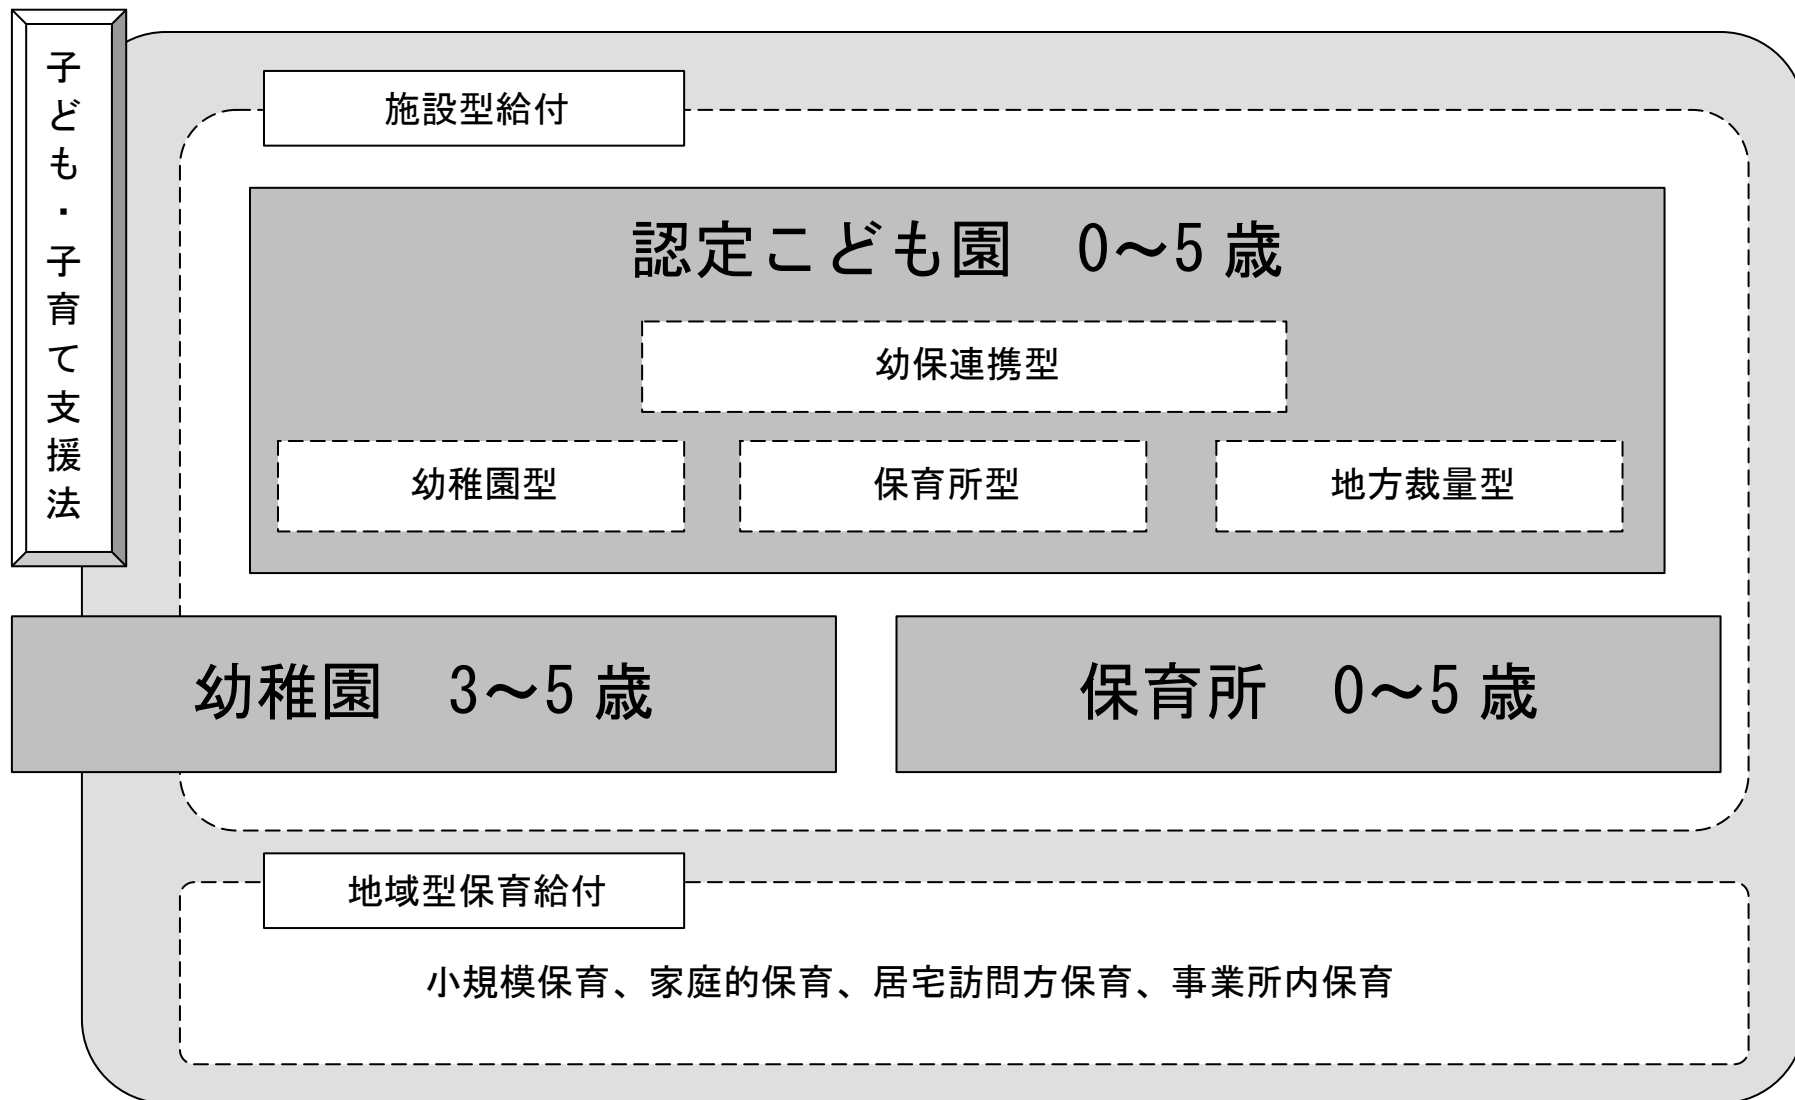 子ども・子育て支援法
施設型給付
認定こども園　0～5 歳
幼保連携型
幼稚園型
保育所型
地方裁量型
幼稚園　3～5 歳
保育所　0～5 歳
地域型保育給付
小規模保育、家庭的保育、居宅訪問方保育、事業所内保育